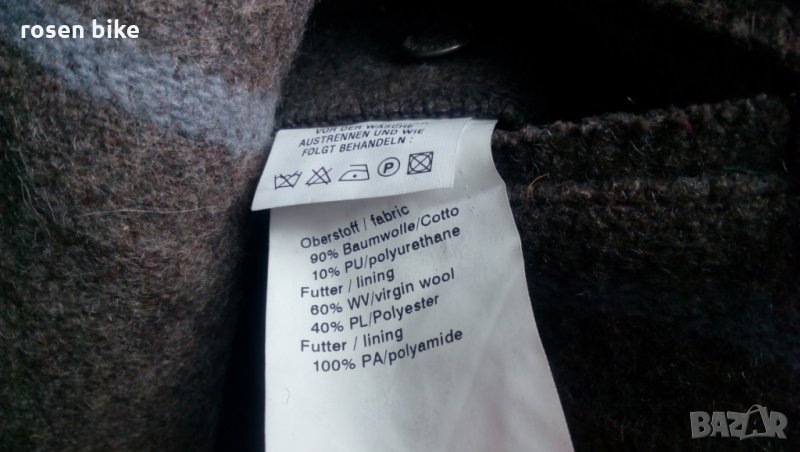 rosen bike
VOR DER WÄSCHE
AUSTRENNEN UND WIE
FOLGT BEHANDELN :
P
Oberstoff / fabric
90% Baumwolle/Cotto
10% PU/polyurethane
Futter / lining
60% WV/virgin wool
40% PL/Polyester
Futter / lining
100% PA/polyamide
BAZAR